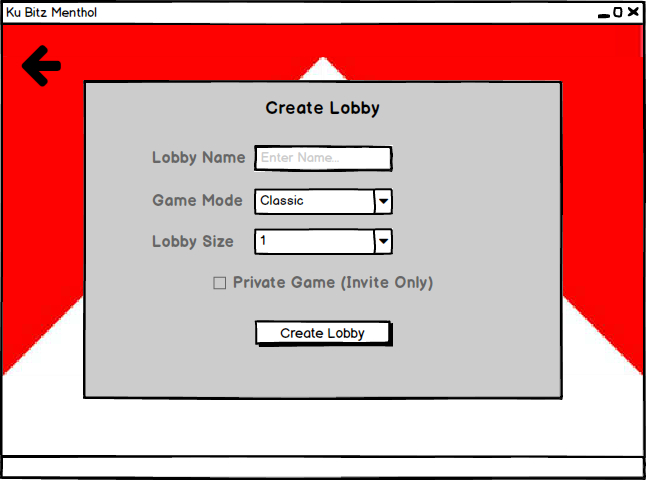 Ku Bitz Menthol
Create Lobby
Lobby Name Enter Name...
Game Mode Classic
Lobby Size 1
Private Game (Invite Only)
Create Lobby